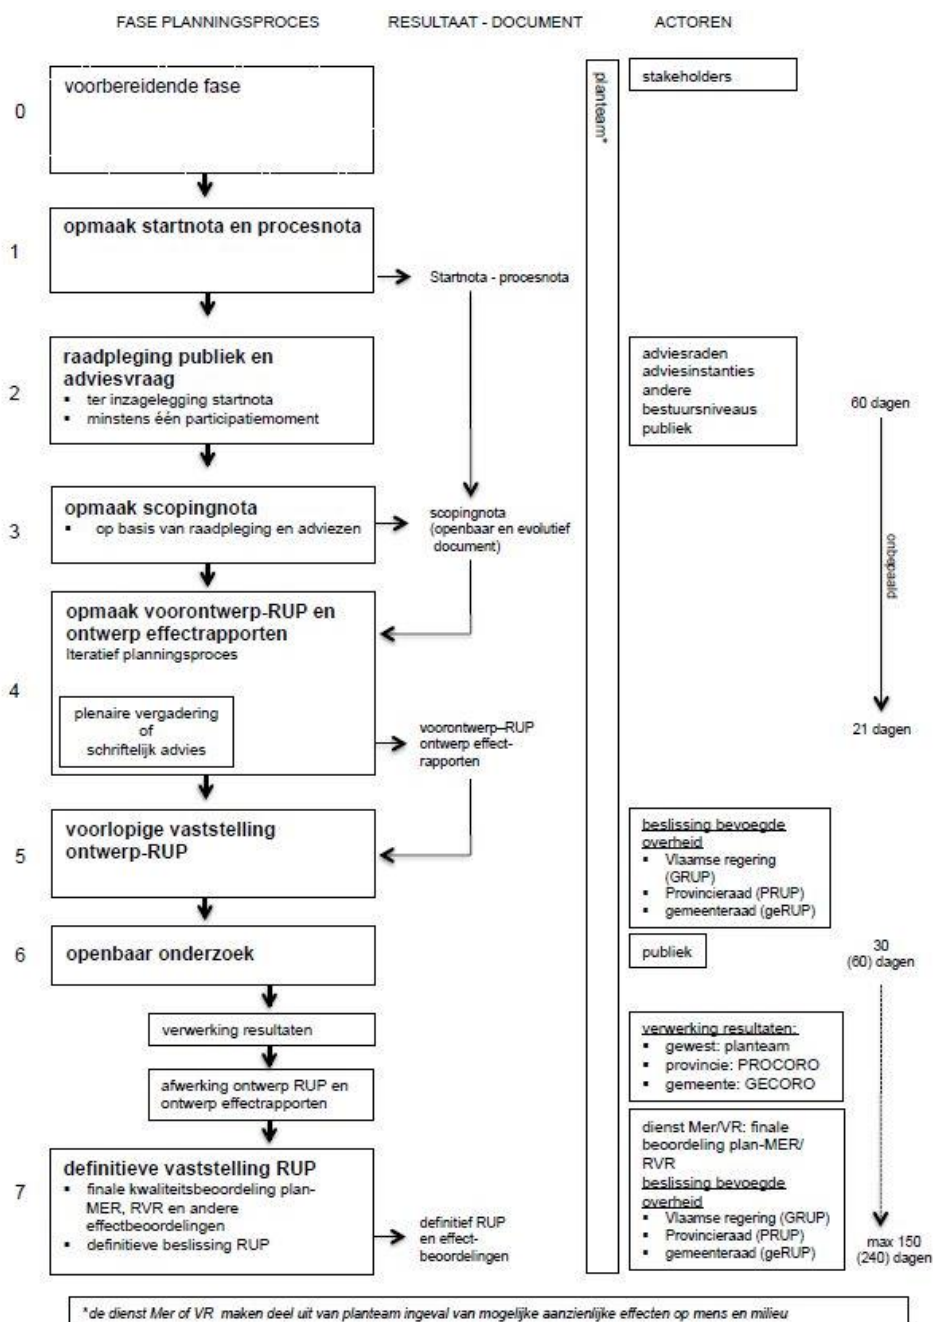 FASE PLANNINGSPROCES
RESULTAAT - DOCUMENT
ACTOREN
0
voorbereidende fase
planteam*
stakeholders
1
opmaak startnota en procesnota
Startnota - procesnota
2
raadpleging publiek en
adviesvraag
▪ ter inzagelegging startnota
▪ minstens één participatiemoment
adviesraden
adviesinstanties
andere
bestuursniveaus
publiek
60 dagen
3
opmaak scopingnota
▪ op basis van raadpleging en adviezen
scopingnota
(openbaar en evolutief
document)
onbepaald
4
opmaak voorontwerp-RUP en
ontwerp effectrapporten
Iteratief planningsproces
plenaire vergadering
of
schriftelijk advies
voorontwerp–RUP
ontwerp effect-
rapporten
21 dagen
5
voorlopige vaststelling
ontwerp-RUP
beslissing bevoegde
overheid
▪ Vlaamse regering
(GRUP)
▪ Provincieraad (PRUP)
▪ gemeenteraad (geRUP)
6
openbaar onderzoek
publiek
30
(60) dagen
verwerking resultaten
verwerking resultaten:
▪ gewest: planteam
▪ provincie: PROCORO
▪ gemeente: GECORO
afwerking ontwerp RUP en
ontwerp effectrapporten
7
definitieve vaststelling RUP
▪ finale kwaliteitsbeoordeling plan-
MER, RVR en andere
effectbeoordelingen
▪ definitieve beslissing RUP
definitief RUP
en effect-
beoordelingen
dienst Mer/VR: finale
beoordeling plan-MER/
RVR
beslissing bevoegde
overheid
▪ Vlaamse regering (GRUP)
▪ Provincieraad (PRUP)
▪ gemeenteraad (geRUP)
max 150
(240) dagen
*de dienst Mer of VR maken deel uit van planteam ingeval van mogelijke aanzienlijke effecten op mens en milieu